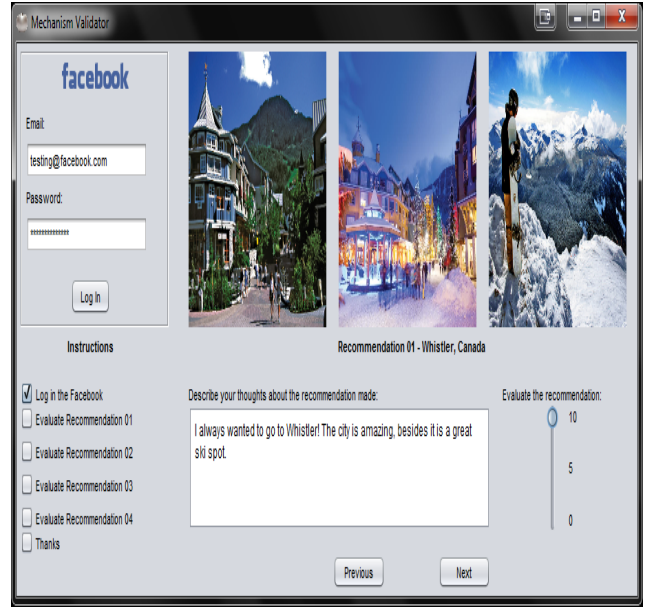 Mechanism Validator
facebook
Email:
testing@facebook.com
Password:
**************
Log In
Instructions
Log in the Facebook
Evaluate Recommendation 01
Evaluate Recommendation 02
Evaluate Recommendation 03
Evaluate Recommendation 04
Thanks
Recommendation 01 - Whistler, Canada
Describe your thoughts about the recommendation made:
I always wanted to go to Whistler! The city is amazing, besides it is a great
ski spot.
Evaluate the recommendation:
10
5
0
Previous
Next